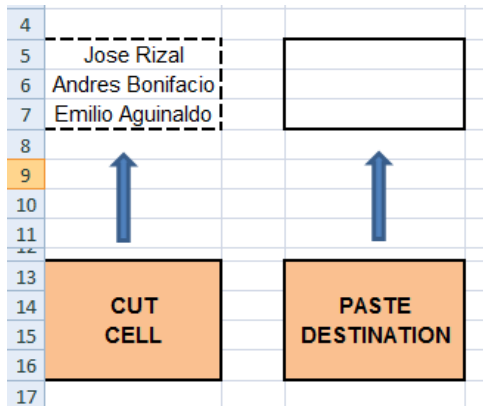 4
5 Jose Rizal
6 Andres Bonifacio
7 Emilio Aguinaldo
8
9
10
11
12
13
14 CUT PASTE
15 CELL DESTINATION
16
17